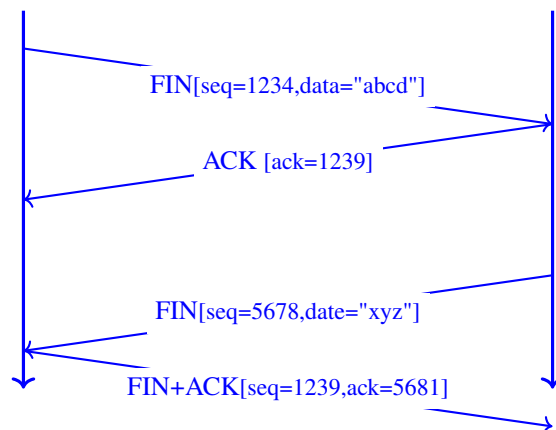 FIN[seq=1234,data="abcd"]
ACK [ack=1239]
FIN[seq=5678,date="xyz"]
FIN+ACK[seq=1239,ack=5681]